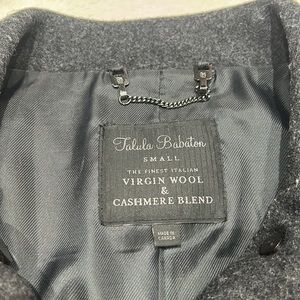 Talula Babaton
SMALL
THE FINEST ITALIAN
VIRGIN WOOL
&
CASHMERE BLEND
MADE IN
CANADA